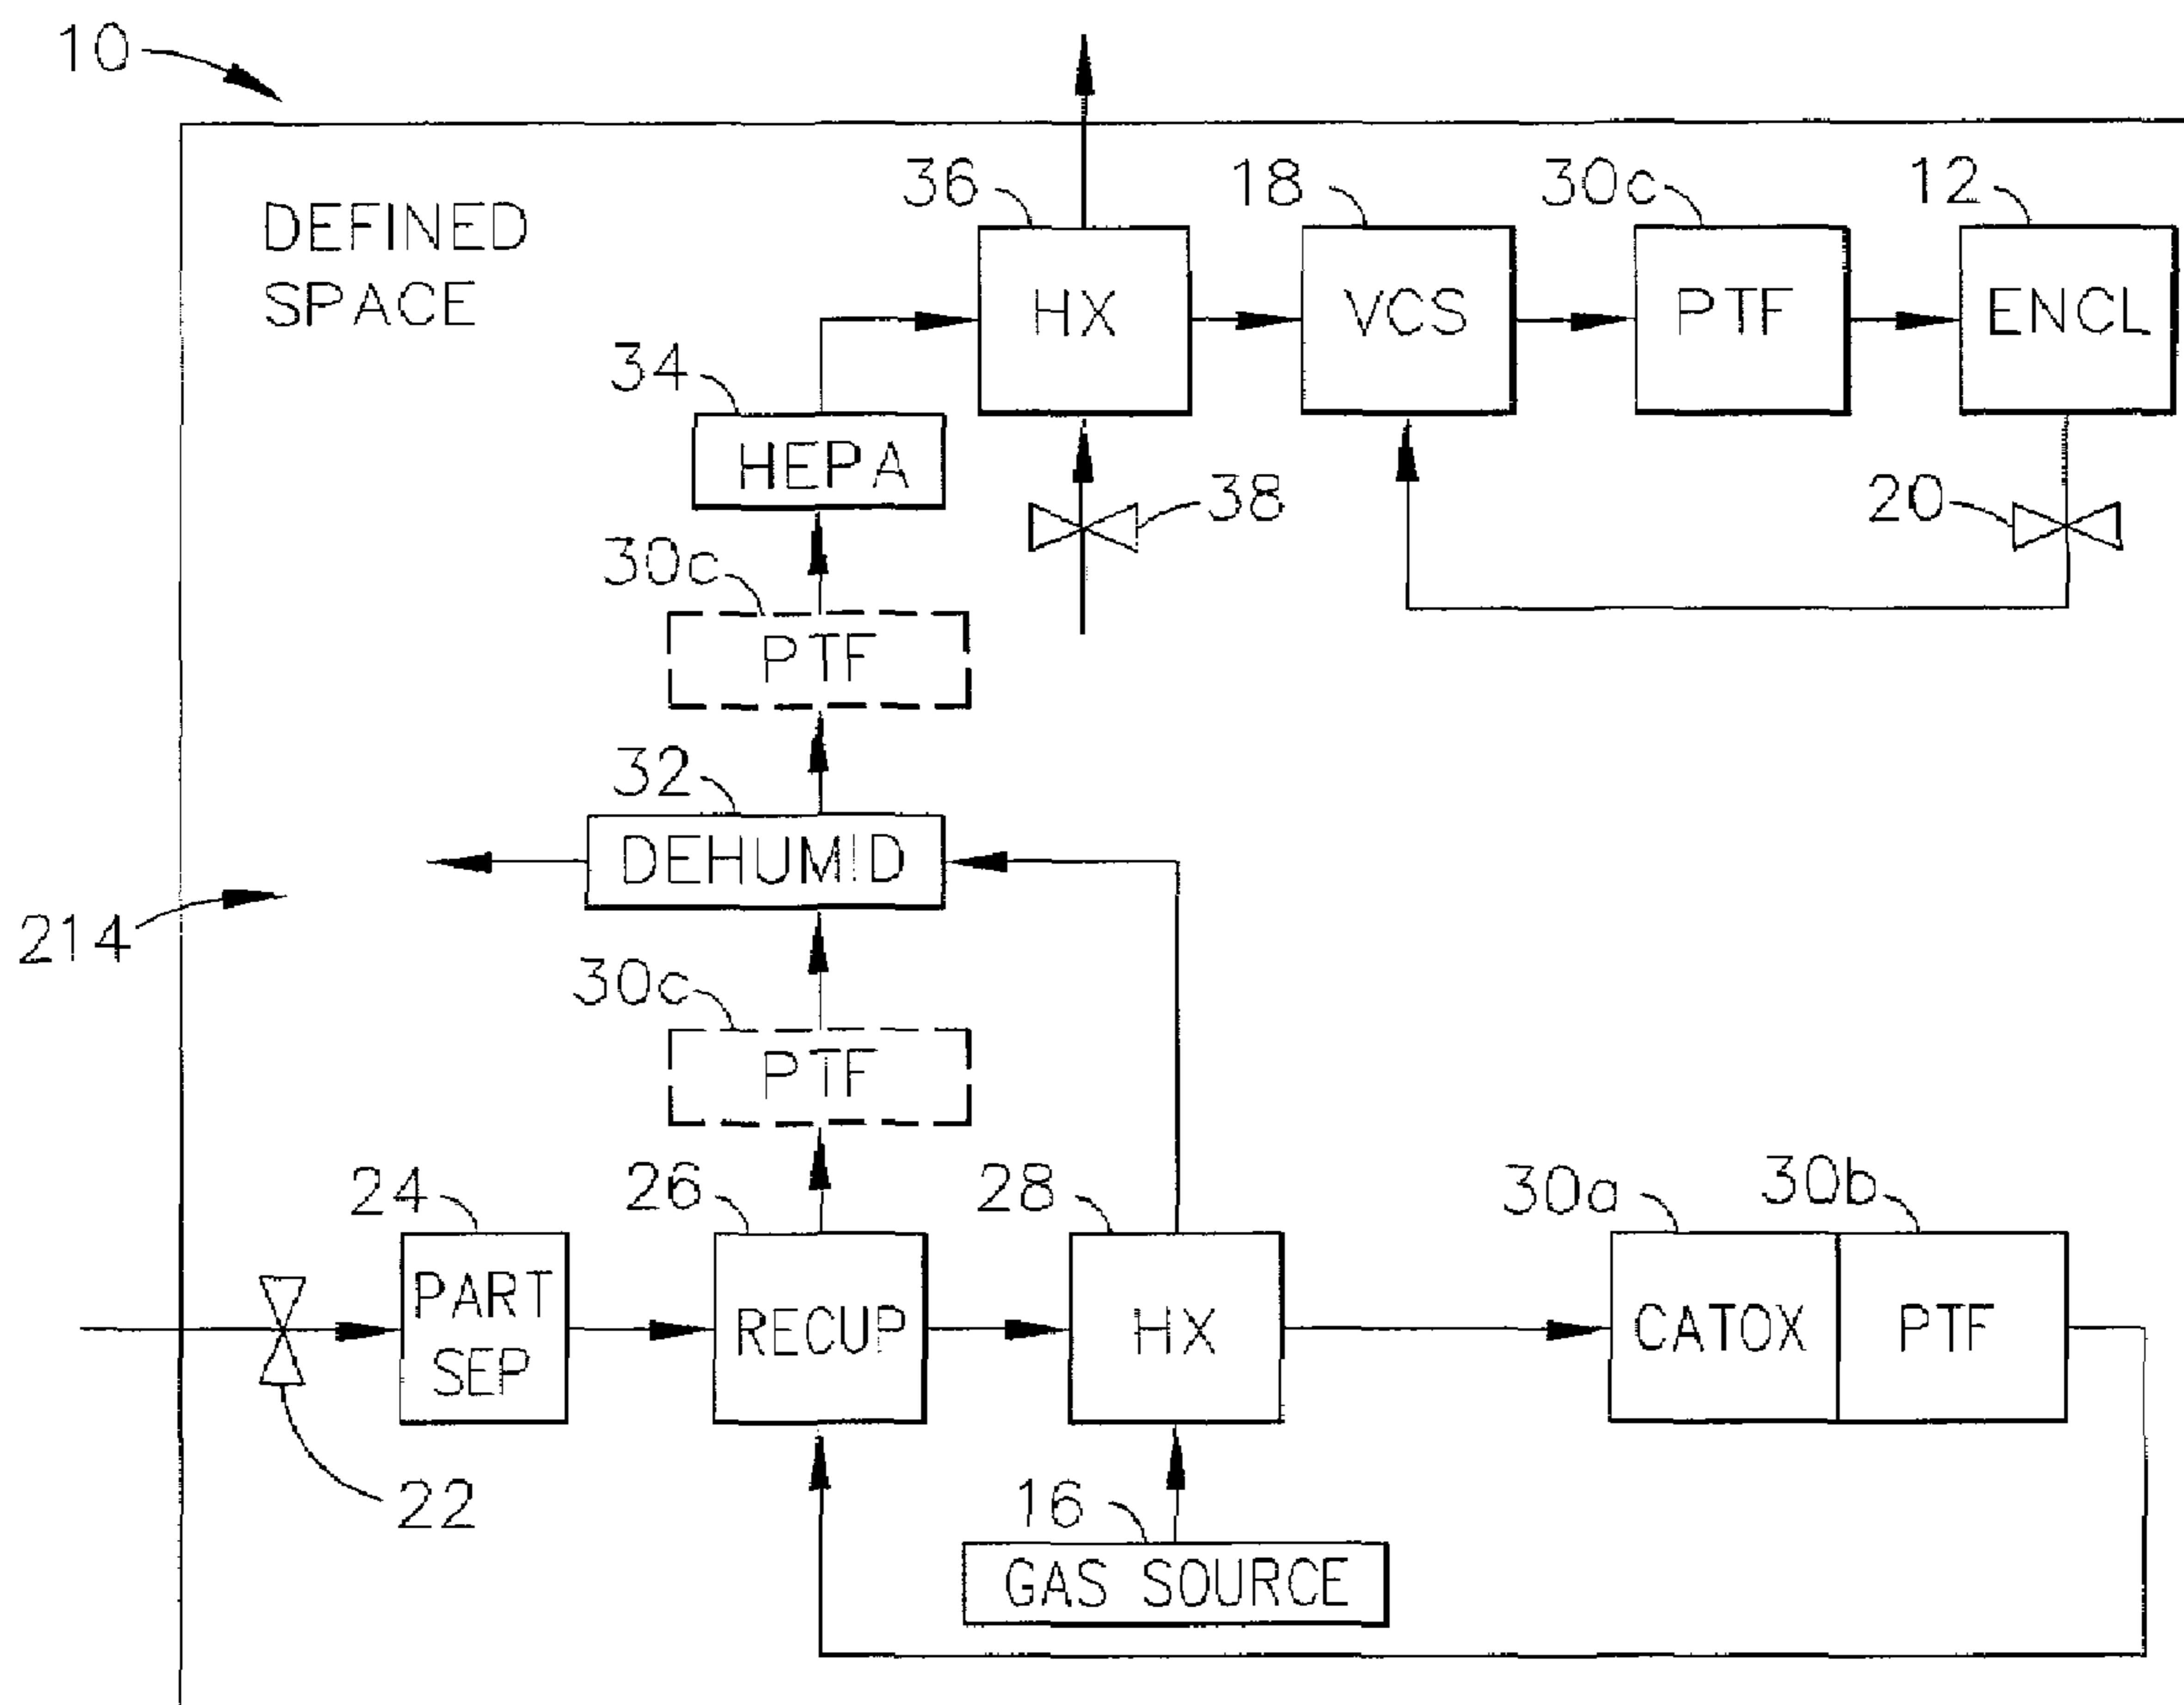 10
DEFINED
SPACE
36
18
30c
12
HX
VCS
PTF
ENCL
34
HEPA
38
20
30c
PTF
32
DEHUMID
214
30c
PTF
24
26
28
30a
30b
PART
SEP
RECUP
HX
CATOX
PTF
22
16
GAS SOURCE